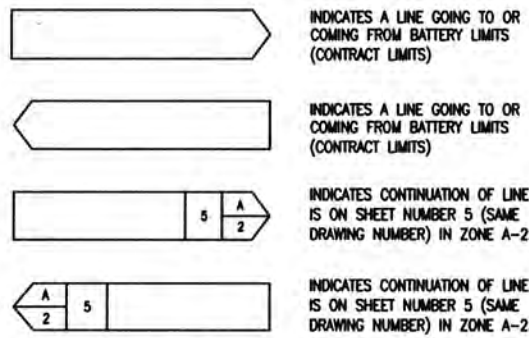 INDICATES A LINE GOING TO OR
COMING FROM BATTERY LIMITS
(CONTRACT LIMITS)
INDICATES A LINE GOING TO OR
COMING FROM BATTERY LIMITS
(CONTRACT LIMITS)
5
A
2
INDICATES CONTINUATION OF LINE
IS ON SHEET NUMBER 5 (SAME
DRAWING NUMBER) IN ZONE A-2
A
2
5
INDICATES CONTINUATION OF LINE
IS ON SHEET NUMBER 5 (SAME
DRAWING NUMBER) IN ZONE A-2